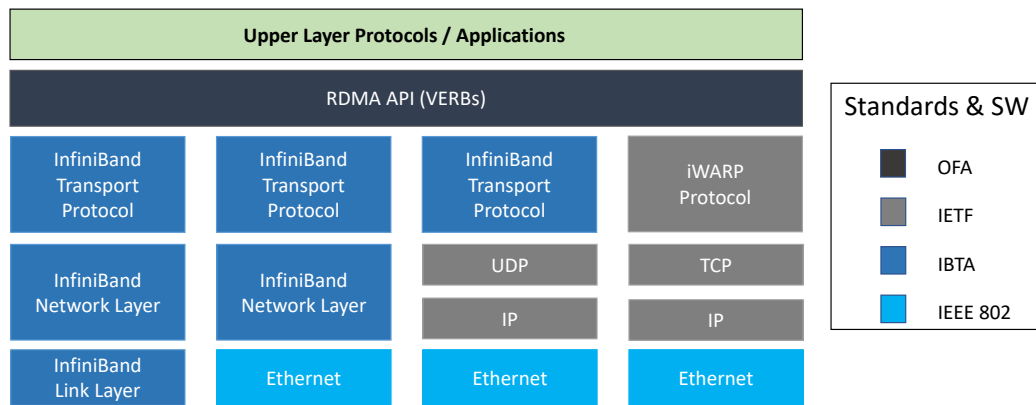 Upper Layer Protocols / Applications
RDMA API (VERBs)
InfiniBand
Transport
Protocol
InfiniBand
Transport
Protocol
InfiniBand
Transport
Protocol
iWARP
Protocol
InfiniBand
Network Layer
InfiniBand
Network Layer
UDP
IP
TCP
IP
InfiniBand
Link Layer
Ethernet
Ethernet
Ethernet
Standards & SW
OFA
IETF
IBTA
IEEE 802